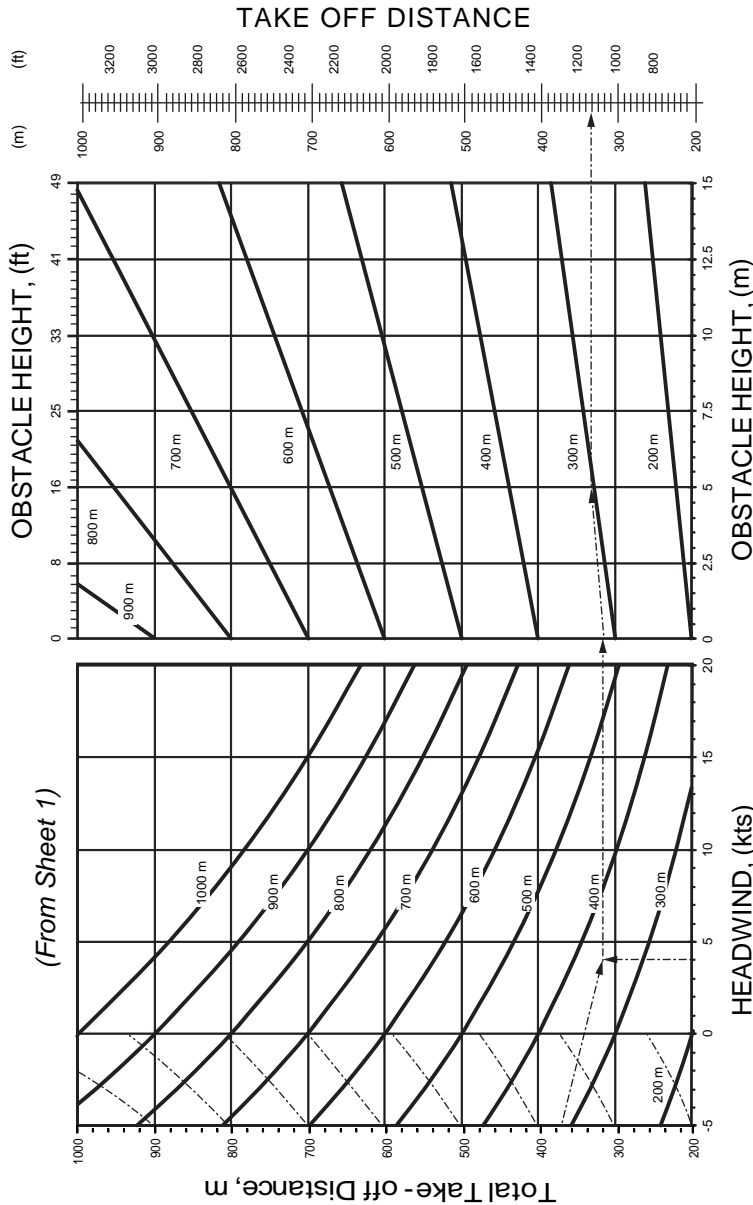 TAKE OFF DISTANCE
(ft)
3200
3000
2800
2600
2400
2200
2000
1800
1600
1400
1200
1000
800
(m)
1000
900
800
700
600
500
400
300
200
OBSTACLE HEIGHT, (ft)
0
8
16
25
33
41
49
900 m
800 m
700 m
600 m
500 m
400 m
300 m
200 m
0
2.5
5
7.5
10
12.5
15
OBSTACLE HEIGHT, (m)
(From Sheet 1)
1000 m
900 m
800 m
700 m
600 m
500 m
400 m
300 m
200 m
-5
0
5
10
15
20
HEADWIND, (kts)
1000
900
800
700
600
500
400
300
200
Total Take-off Distance, m